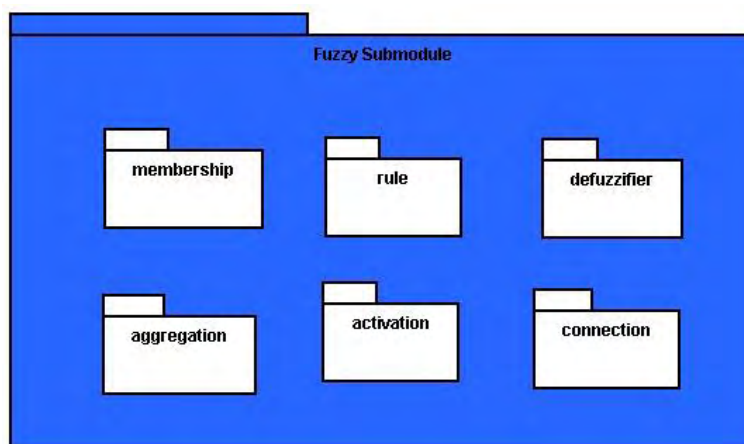 Fuzzy Submodule
membership
rule
defuzzifier
aggregation
activation
connection